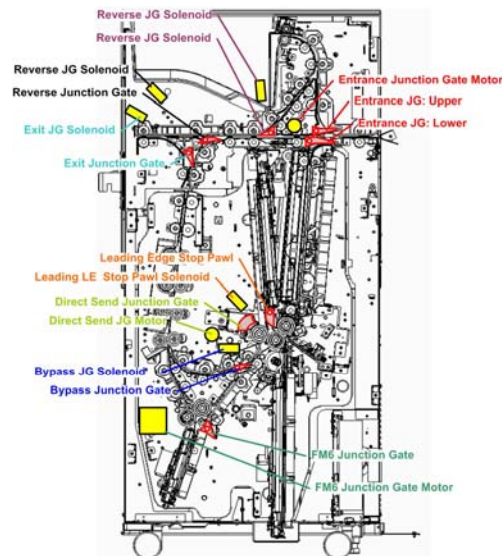 Reverse JG Solenoid
Reverse JG Solenoid
Reverse JG Solenoid
Reverse Junction Gate
Exit JG Solenoid
Exit Junction Gate
Entrance Junction Gate Motor
Entrance JG: Upper
Entrance JG: Lower
Leading Edge Stop Pawl
Leading LE Stop Pawl Solenoid
Direct Send Junction Gate
Direct Send JG Motor
Bypass JG Solenoid
Bypass Junction Gate
FM6 Junction Gate
FM6 Junction Gate Motor